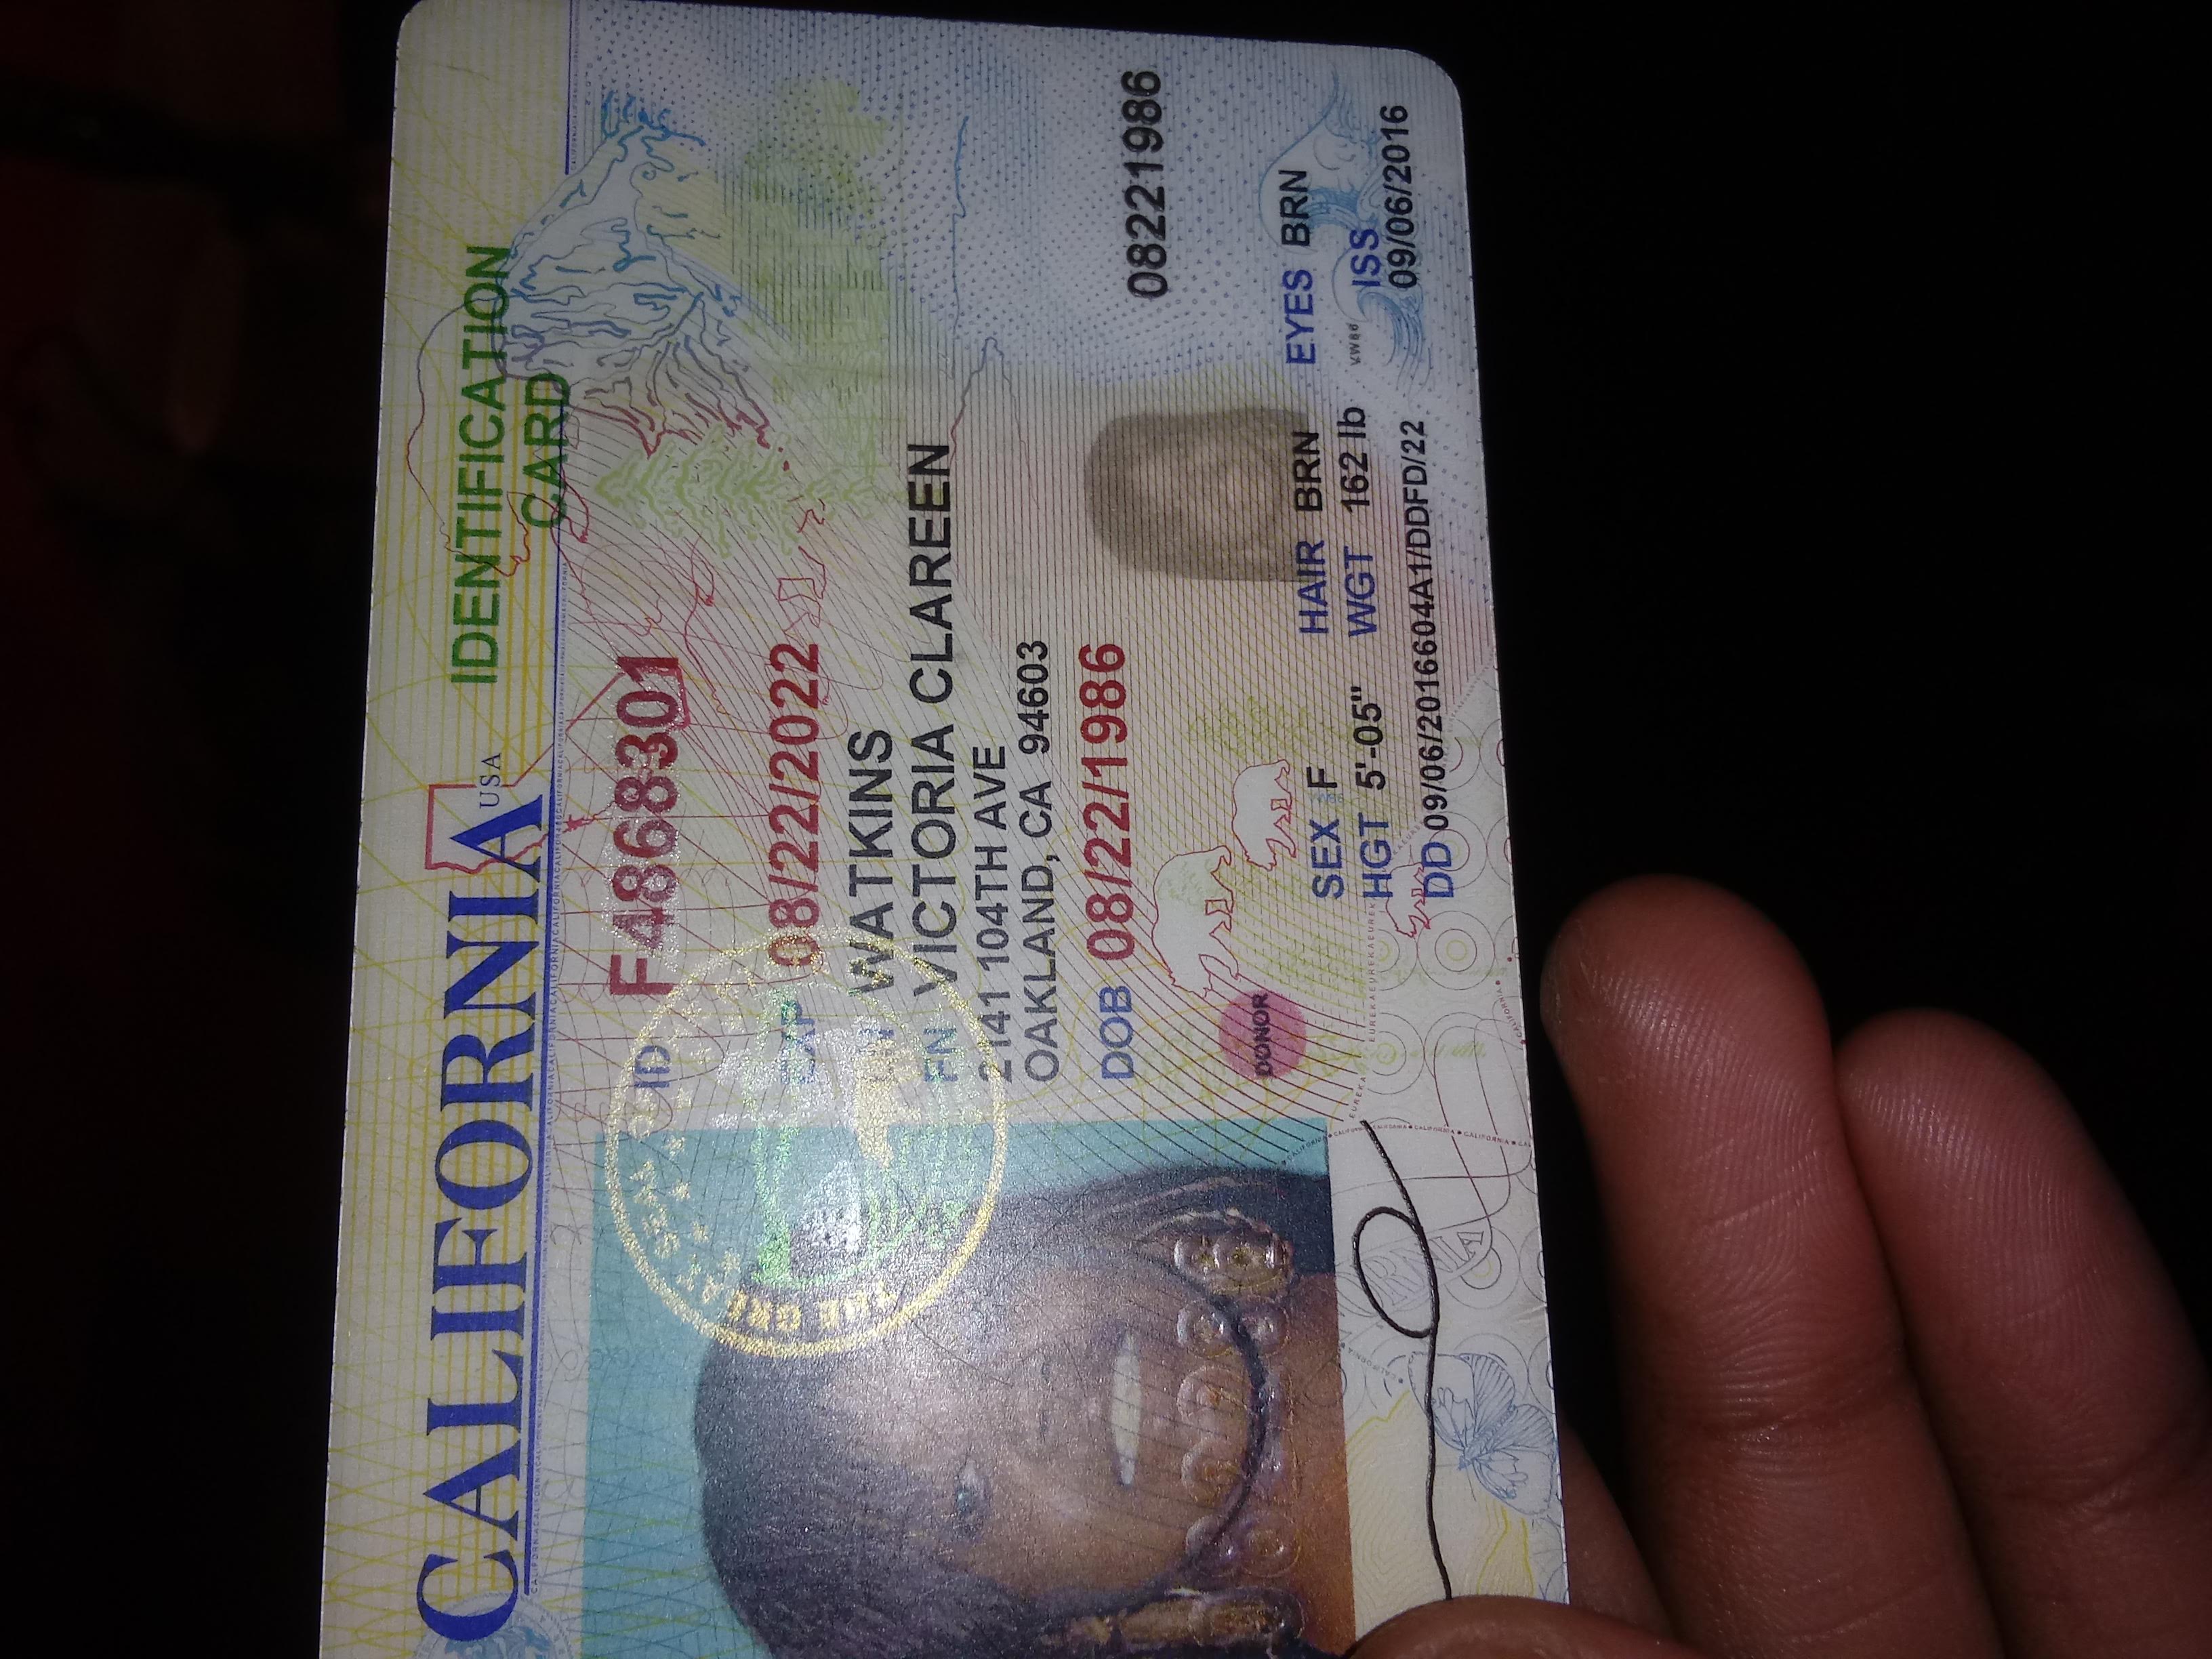 CALIFORNIA USA
IDENTIFICATION
CARD
ID F4868301
EXP 08/22/2022
LN WATKINS
FN VICTORIA CLAREEN
2141 104TH AVE
OAKLAND, CA 94603
DOB 08/22/1986
08221986
DONOR
SEX F HAIR BRN EYES BRN
HGT 5'-05" WGT 162 lb
VW86
ISS
09/06/2016
DD 09/06/2016604A1/DDFD/22